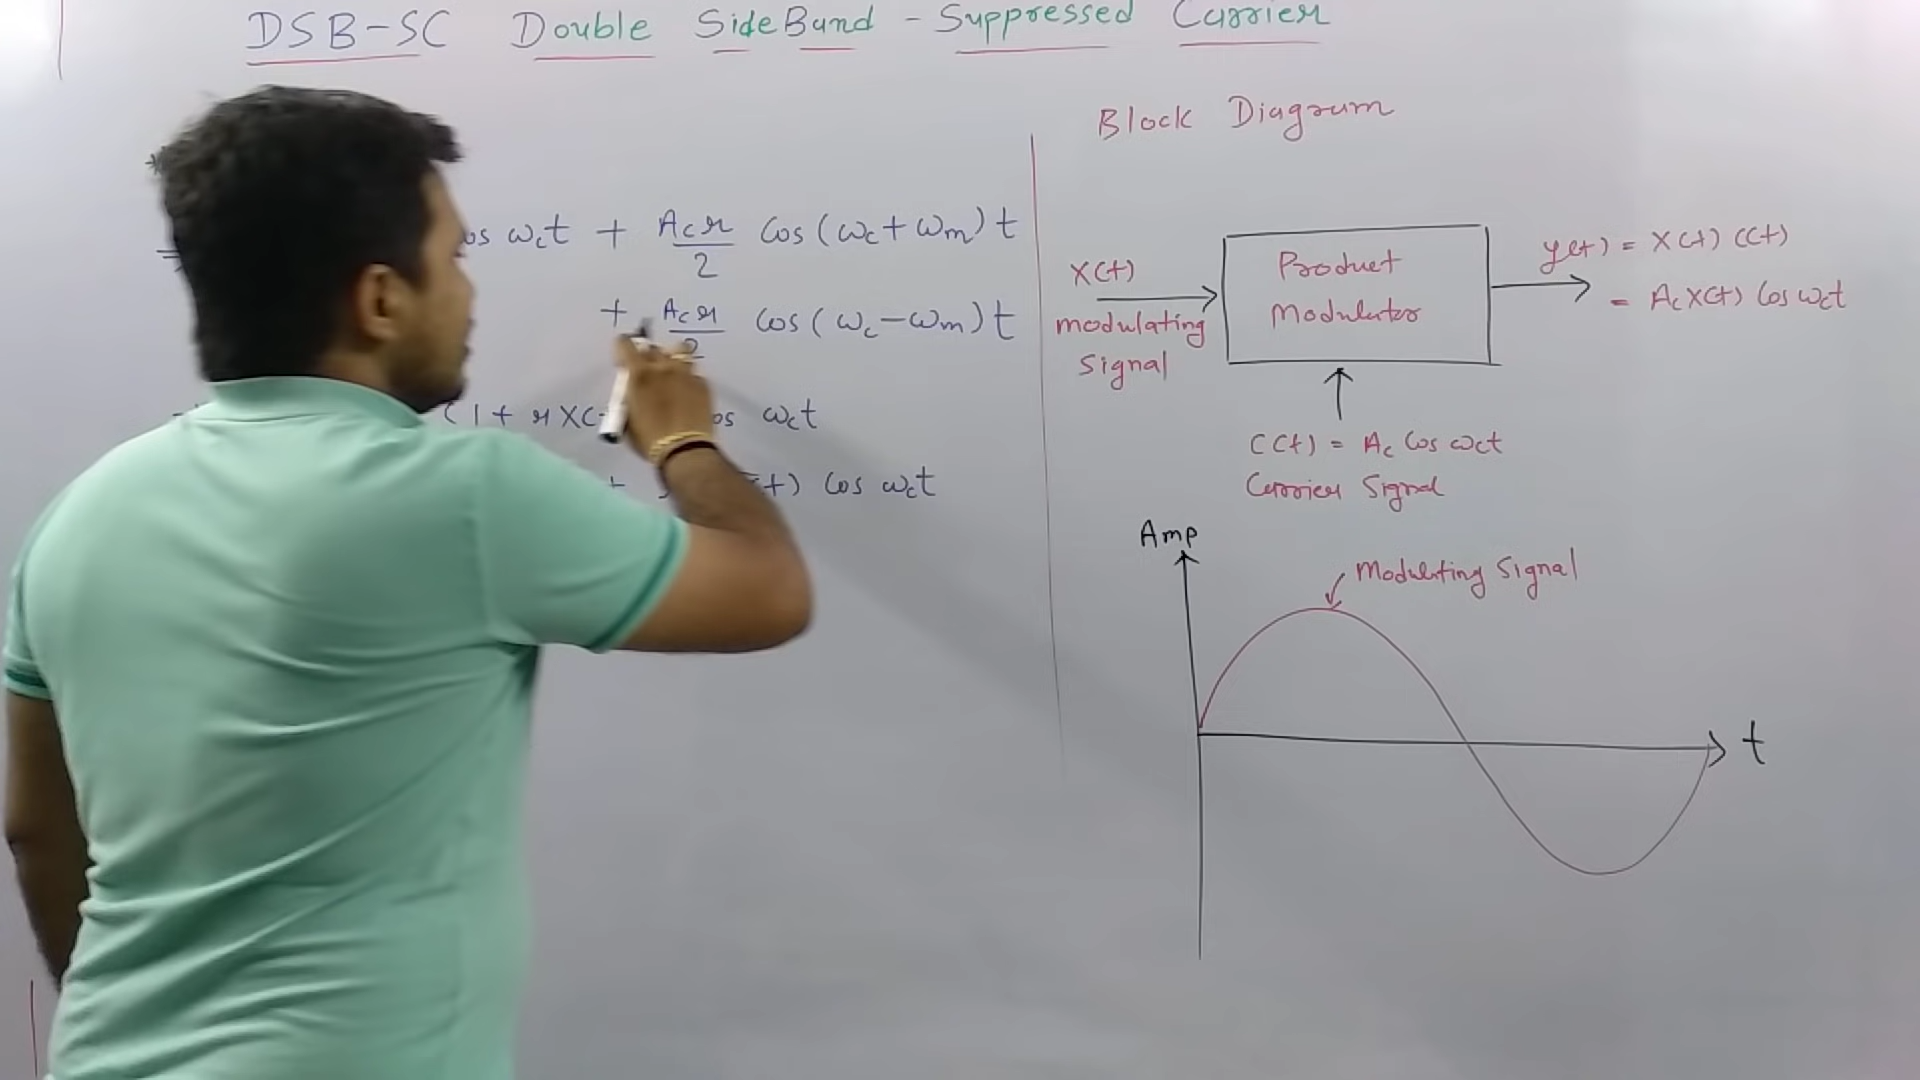 DSB-SC Double SideBand - Suppressed Carrier
cos ωct + Acr/2 cos(ωc+ωm)t
+ Acr/2 cos(ωc-ωm)t
(1 + r x(
cos ωct
+
t) cos ωct
Block Diagram
x(t)
modulating
Signal
Product
Modulator
y(t) = x(t) c(t)
= Ac x(t) cos ωct
c(t) = Ac cos ωct
Carrier Signal
Amp
Modulating Signal
t